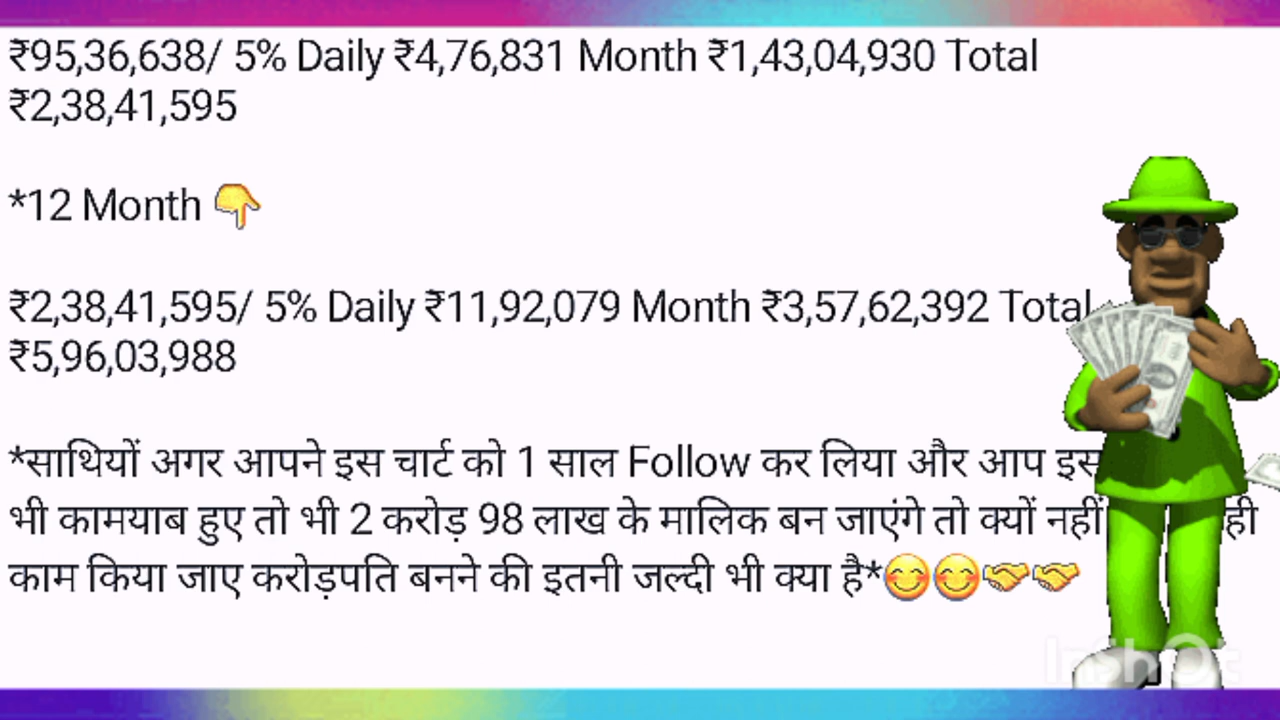 ₹95,36,638/ 5% Daily ₹4,76,831 Month ₹1,43,04,930 Total
₹2,38,41,595
*12 Month 👇
₹2,38,41,595/ 5% Daily ₹11,92,079 Month ₹3,57,62,392 Total
₹5,96,03,988
*साथियों अगर आपने इस चार्ट को 1 साल Follow कर लिया और आप इस
भी कामयाब हुए तो भी 2 करोड़ 98 लाख के मालिक बन जाएंगे तो क्यों नहीं ही
काम किया जाए करोड़पति बनने की इतनी जल्दी भी क्या है*😊😊🤝🤝
InShOt